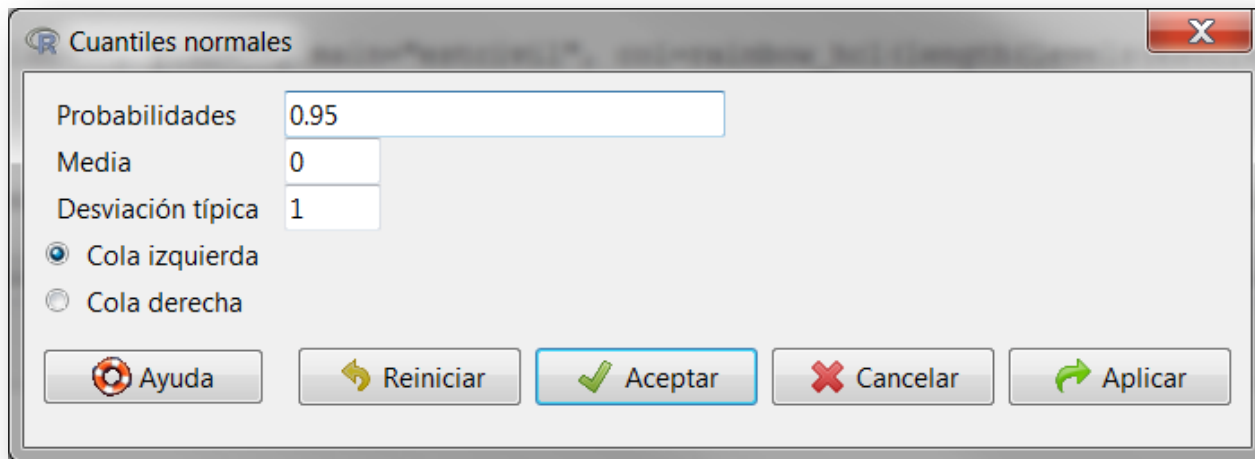 Cuantiles normales
Probabilidades 0.95
Media 0
Desviación típica 1
Cola izquierda
Cola derecha
Ayuda Reiniciar Aceptar Cancelar Aplicar